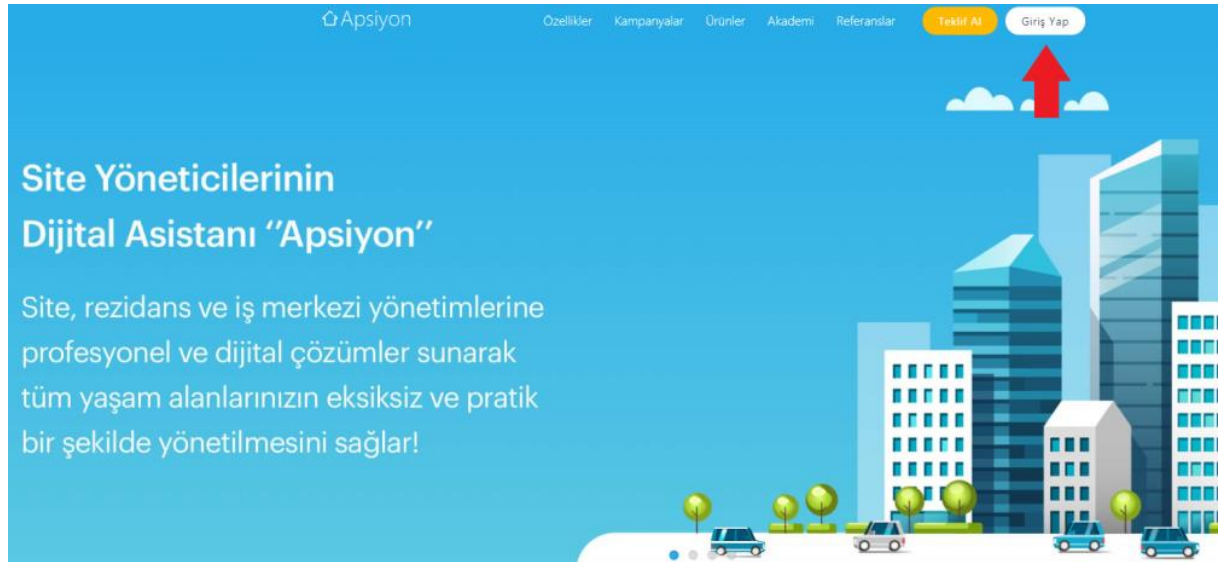 Apsiyon
Özellikler Kampanyalar Ürünler Akademi Referanslar Teklif Al Giriş Yap
Site Yöneticilerinin
Dijital Asistanı ‘’Apsiyon’’
Site, rezidans ve iş merkezi yönetimlerine
profesyonel ve dijital çözümler sunarak
tüm yaşam alanlarınızın eksiksiz ve pratik
bir şekilde yönetilmesini sağlar!